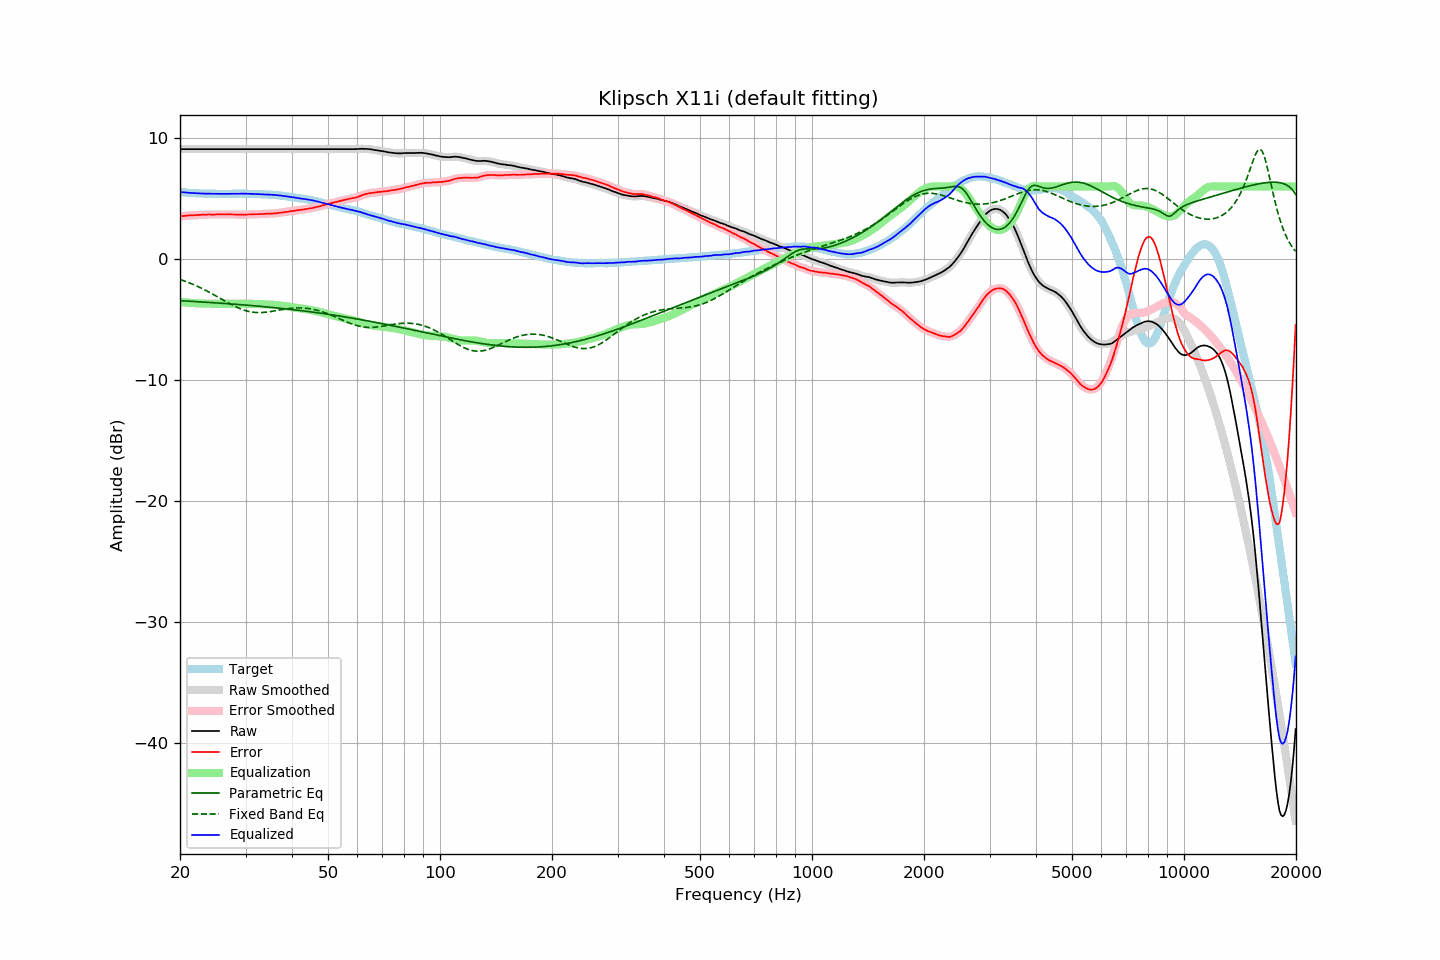 Klipsch X11i (default fitting)
10
0
−10
−20
−30
−40
Amplitude (dBr)
Target
Raw Smoothed
Error Smoothed
Raw
Error
Equalization
Parametric Eq
Fixed Band Eq
Equalized
20 50 100 200 500 1000 2000 5000 10000 20000
Frequency (Hz)